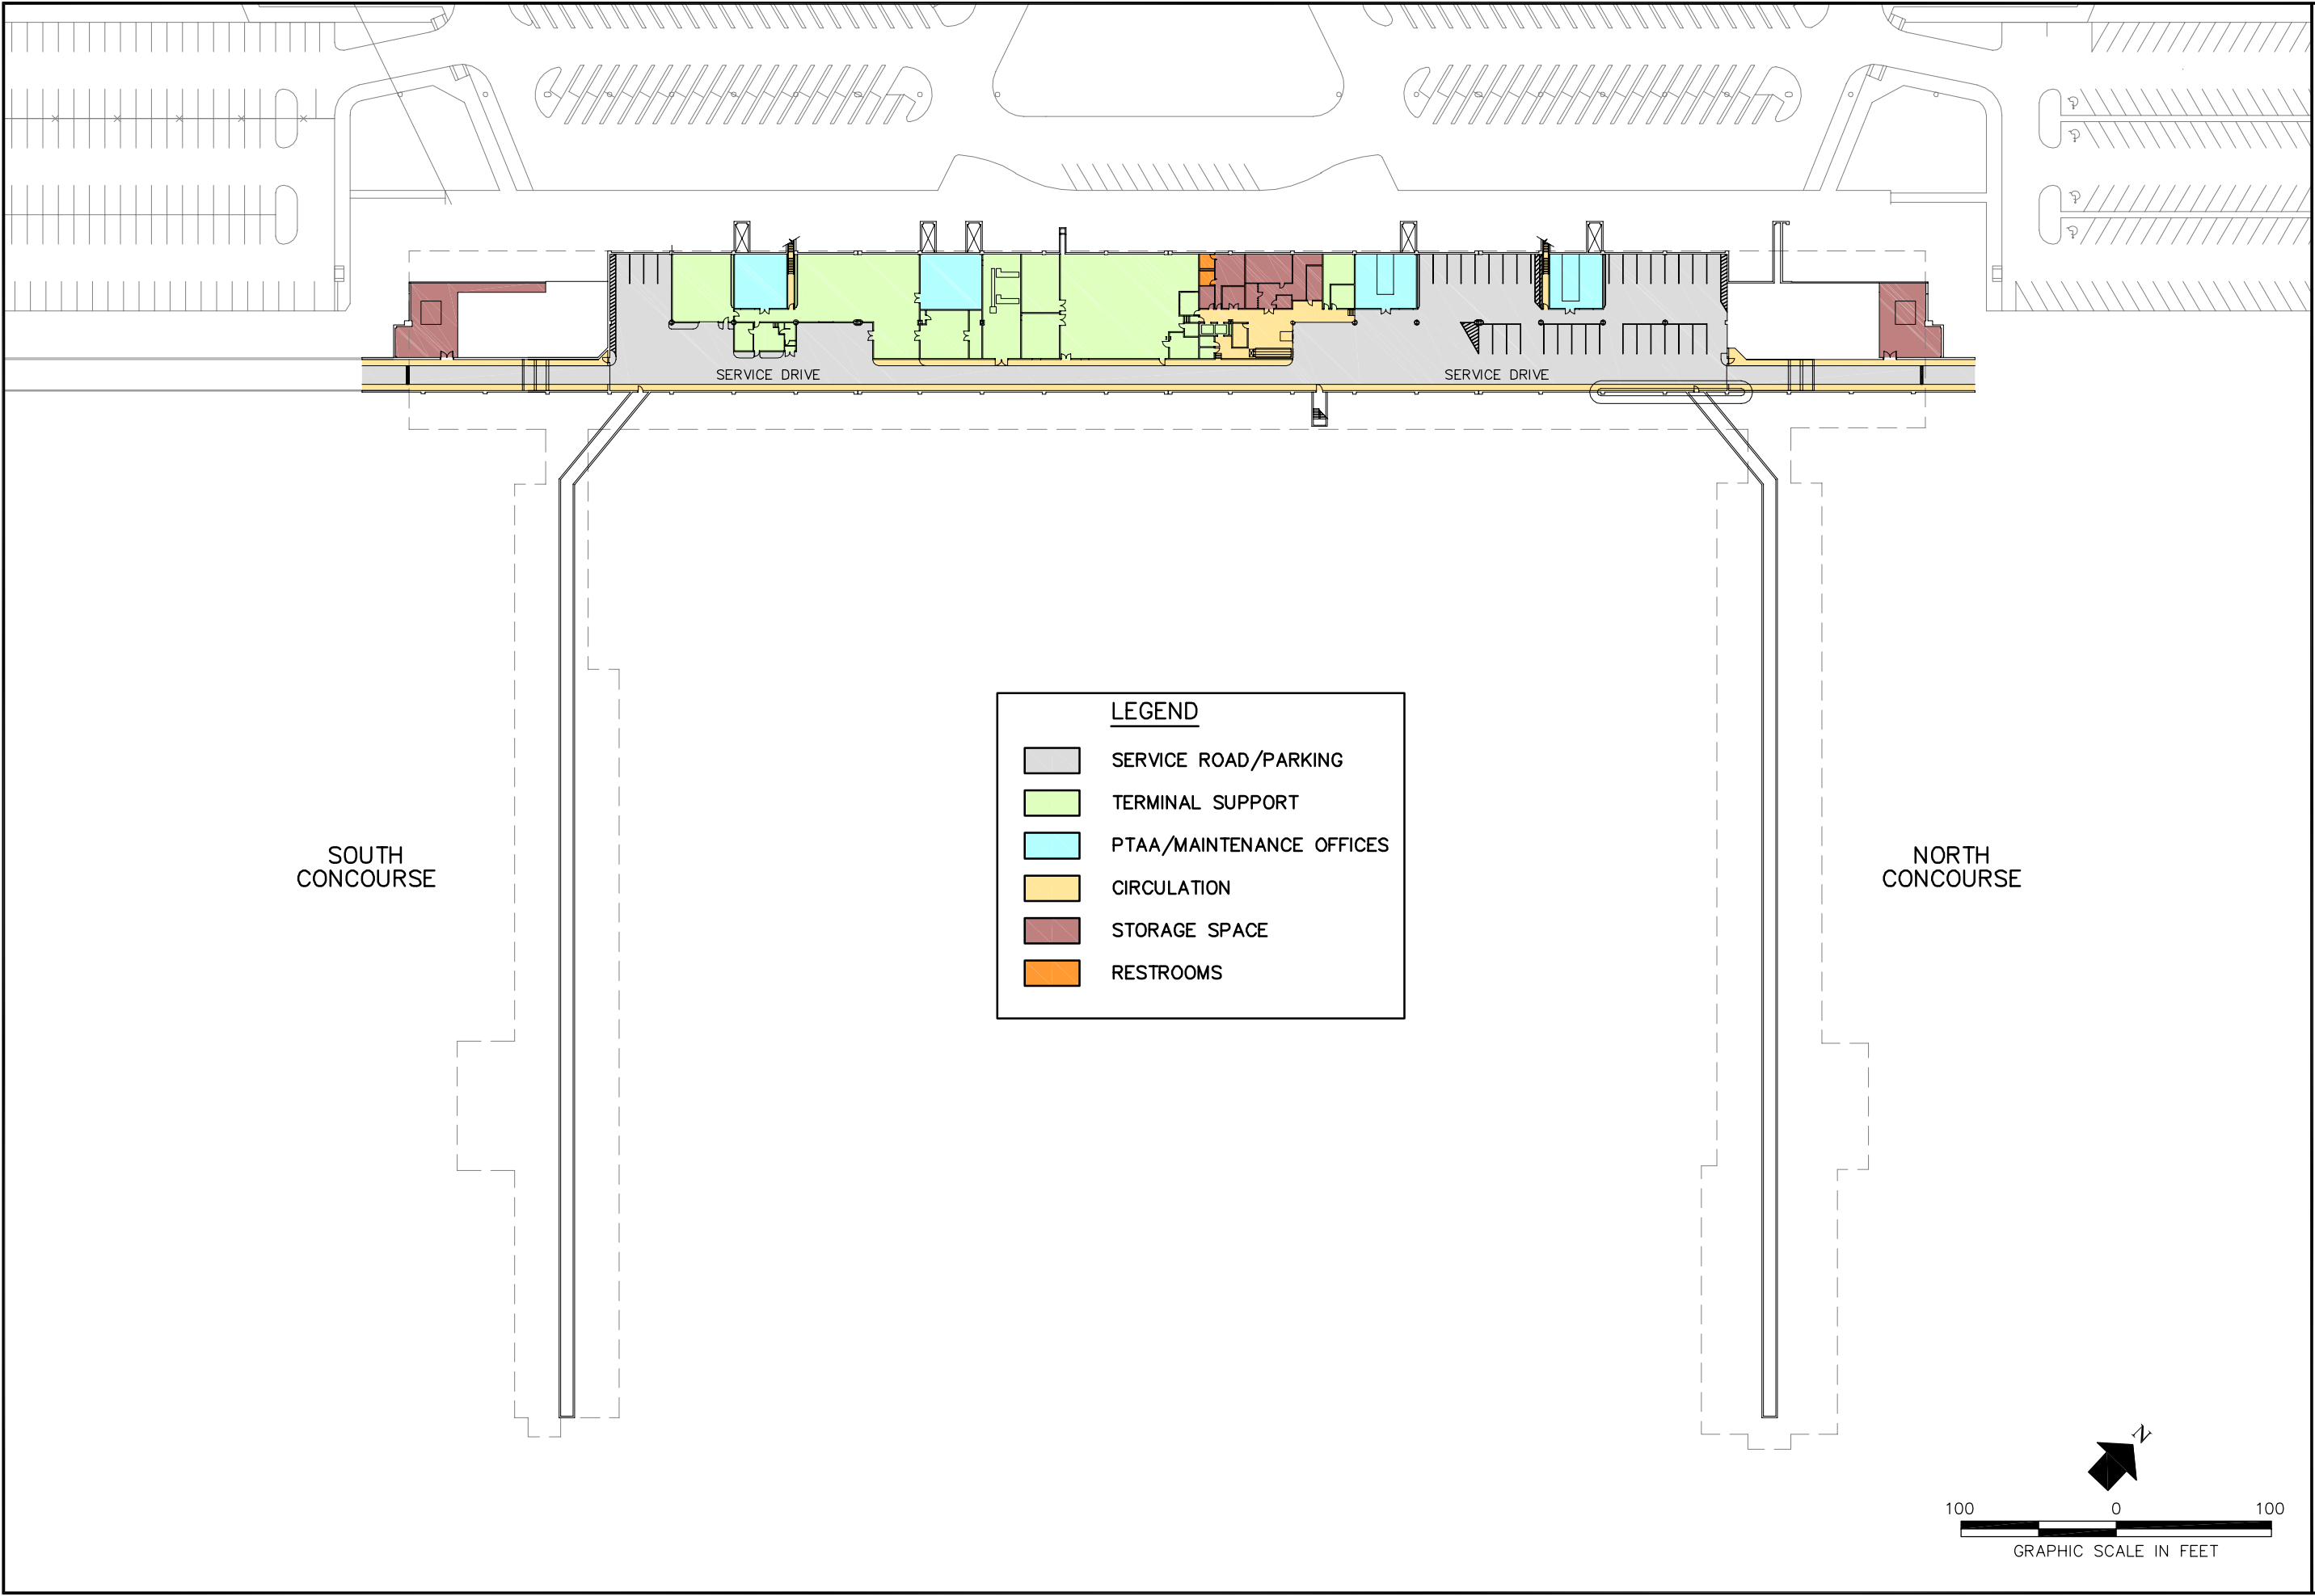 SERVICE DRIVE
SERVICE DRIVE
LEGEND
SERVICE ROAD/PARKING
TERMINAL SUPPORT
PTAA/MAINTENANCE OFFICES
CIRCULATION
STORAGE SPACE
RESTROOMS
SOUTH
CONCOURSE
NORTH
CONCOURSE
N
100 0 100
GRAPHIC SCALE IN FEET